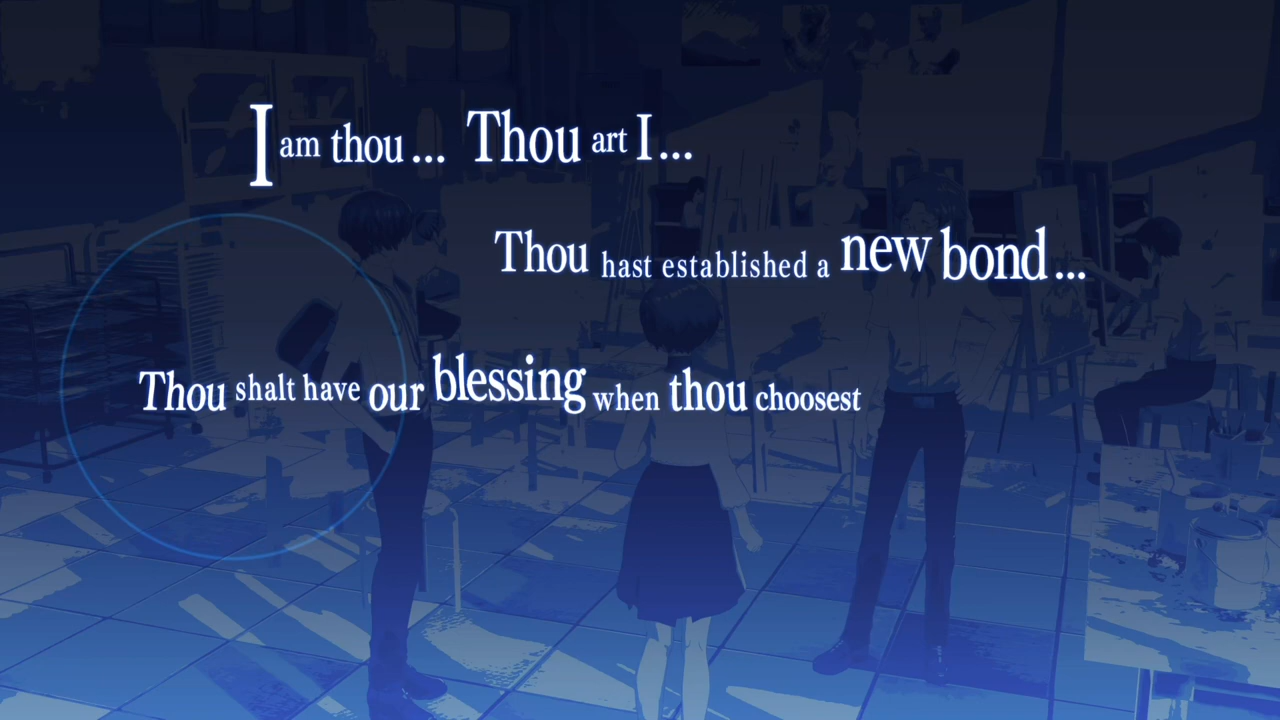 I am thou... Thou art I...
Thou hast established a new bond...
Thou shalt have our blessing when thou choosest